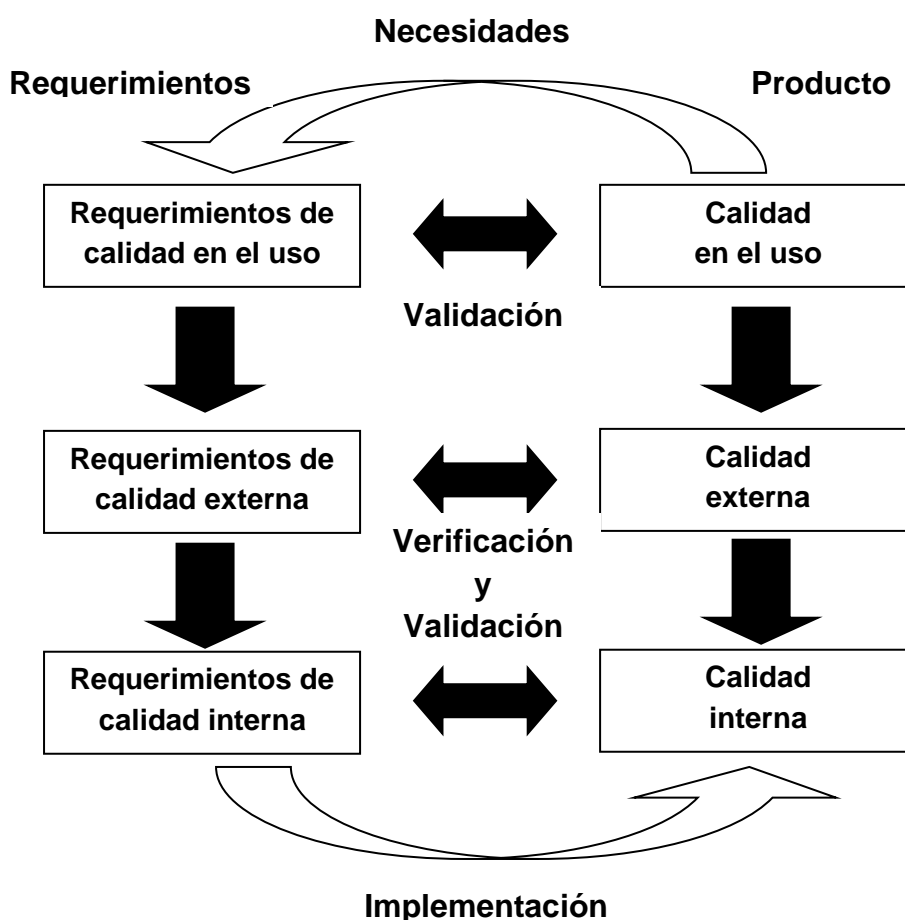 Necesidades
Requerimientos
Producto
Requerimientos de
calidad en el uso
Calidad
en el uso
Validación
Requerimientos de
calidad externa
Calidad
externa
Verificación
y
Validación
Requerimientos de
calidad interna
Calidad
interna
Implementación